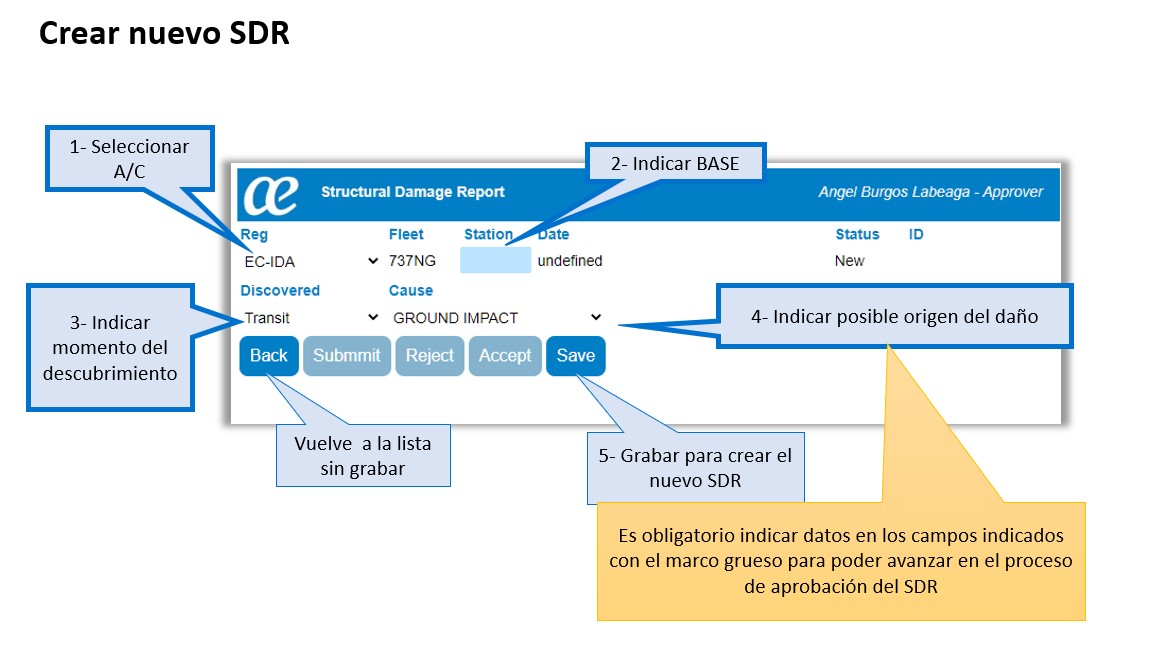 Crear nuevo SDR
1- Seleccionar
A/C
2- Indicar BASE
æ
Structural Damage Report
Angel Burgos Labeaga - Approver
Reg
Fleet
Station
Date
Status
ID
EC-IDA
737NG
undefined
New
Discovered
Cause
Transit
GROUND IMPACT
3- Indicar
momento del
descubrimiento
4- Indicar posible origen del daño
Back
Submmit
Reject
Accept
Save
Vuelve a la lista
sin grabar
5- Grabar para crear el
nuevo SDR
Es obligatorio indicar datos en los campos indicados
con el marco grueso para poder avanzar en el proceso
de aprobación del SDR